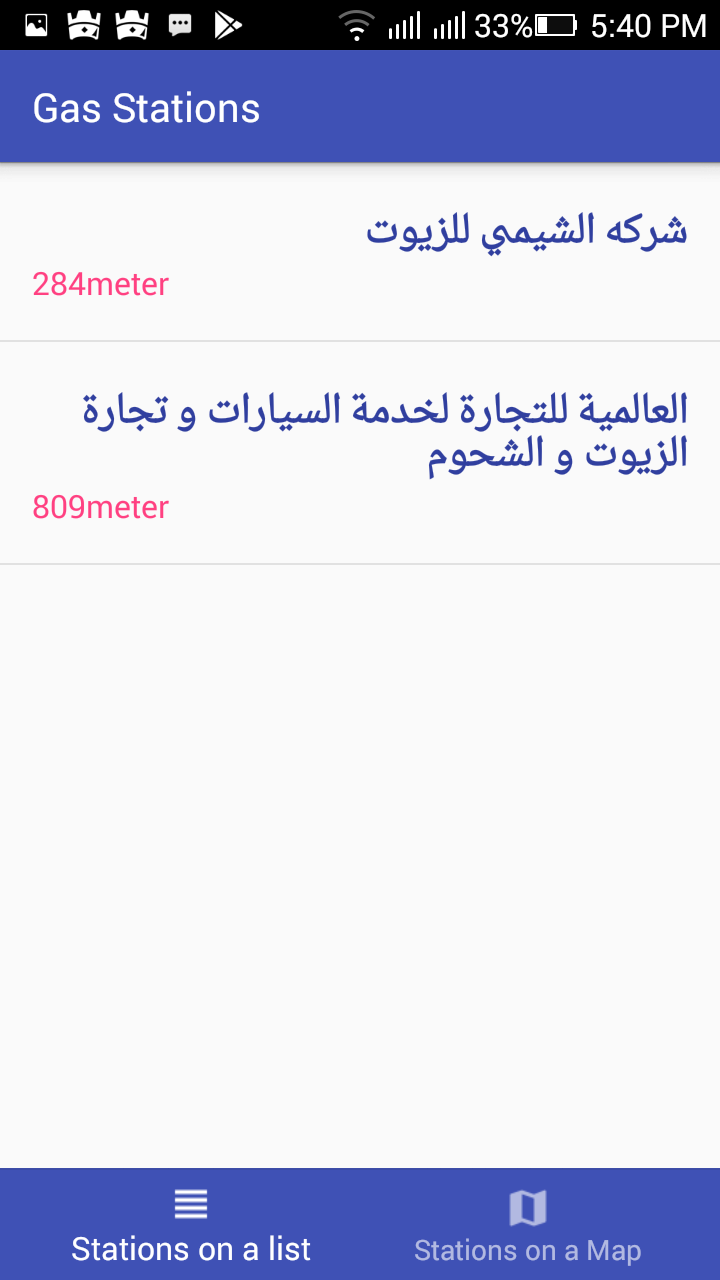 33% 5:40 PM
Gas Stations
شركه الشيمي للزيوت
284meter
العالمية للتجارة لخدمة السيارات و تجارة
الزيوت و الشحوم
809meter
Stations on a list
Stations on a Map